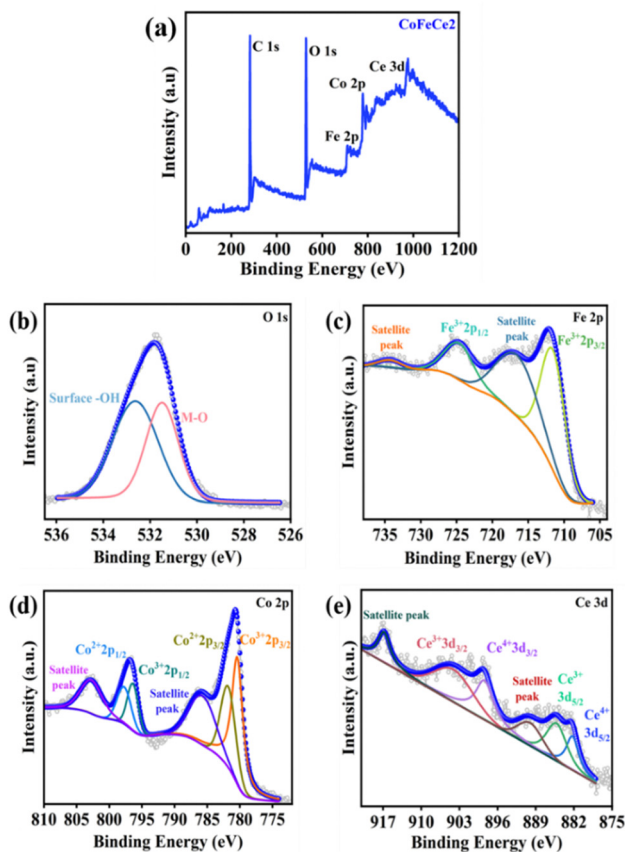 (a)
CoFeCe2
C 1s
O 1s
Ce 3d
Co 2p
Fe 2p
Intensity (a.u)
0 200 400 600 800 1000 1200
Binding Energy (eV)
(b)
O 1s
Surface -OH
M-O
Intensity (a.u)
536 534 532 530 528 526
Binding Energy (eV)
(c)
Fe 2p
Satellite
peak
Fe³⁺2p₁/₂
Satellite
peak
Fe³⁺2p₃/₂
Intensity (a.u.)
735 730 725 720 715 710 705
Binding Energy (eV)
(d)
Co 2p
Satellite
peak
Co²⁺2p₁/₂
Co³⁺2p₁/₂
Satellite
peak
Co²⁺2p₃/₂
Co³⁺2p₃/₂
Intensity (a.u.)
810 805 800 795 790 785 780 775
Binding Energy (eV)
(e)
Ce 3d
Satellite peak
Ce³⁺3d₃/₂
Ce⁴⁺3d₃/₂
Satellite
peak
Ce³⁺
3d₅/₂
Ce⁴⁺
3d₅/₂
Intensity (a.u.)
917 910 903 896 889 882 875
Binding Energy (eV)